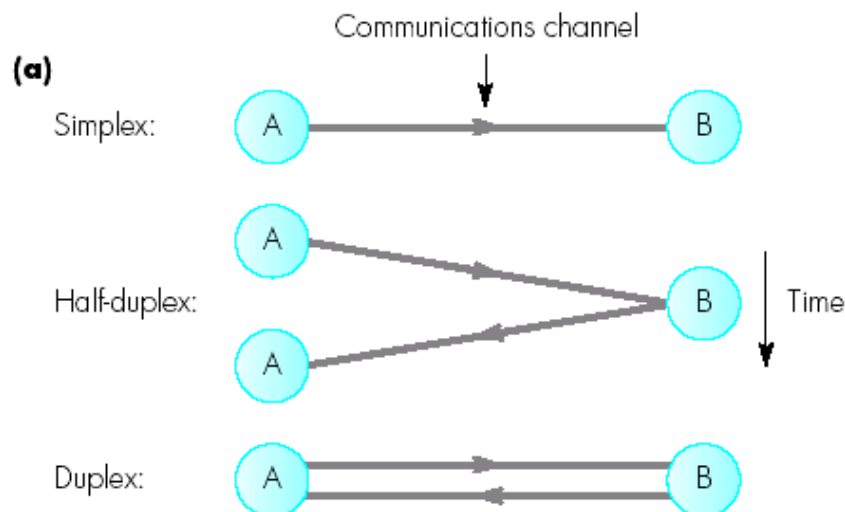 Communications channel
(a)
Simplex: A B
A
Half-duplex: B Time
A
Duplex: A B